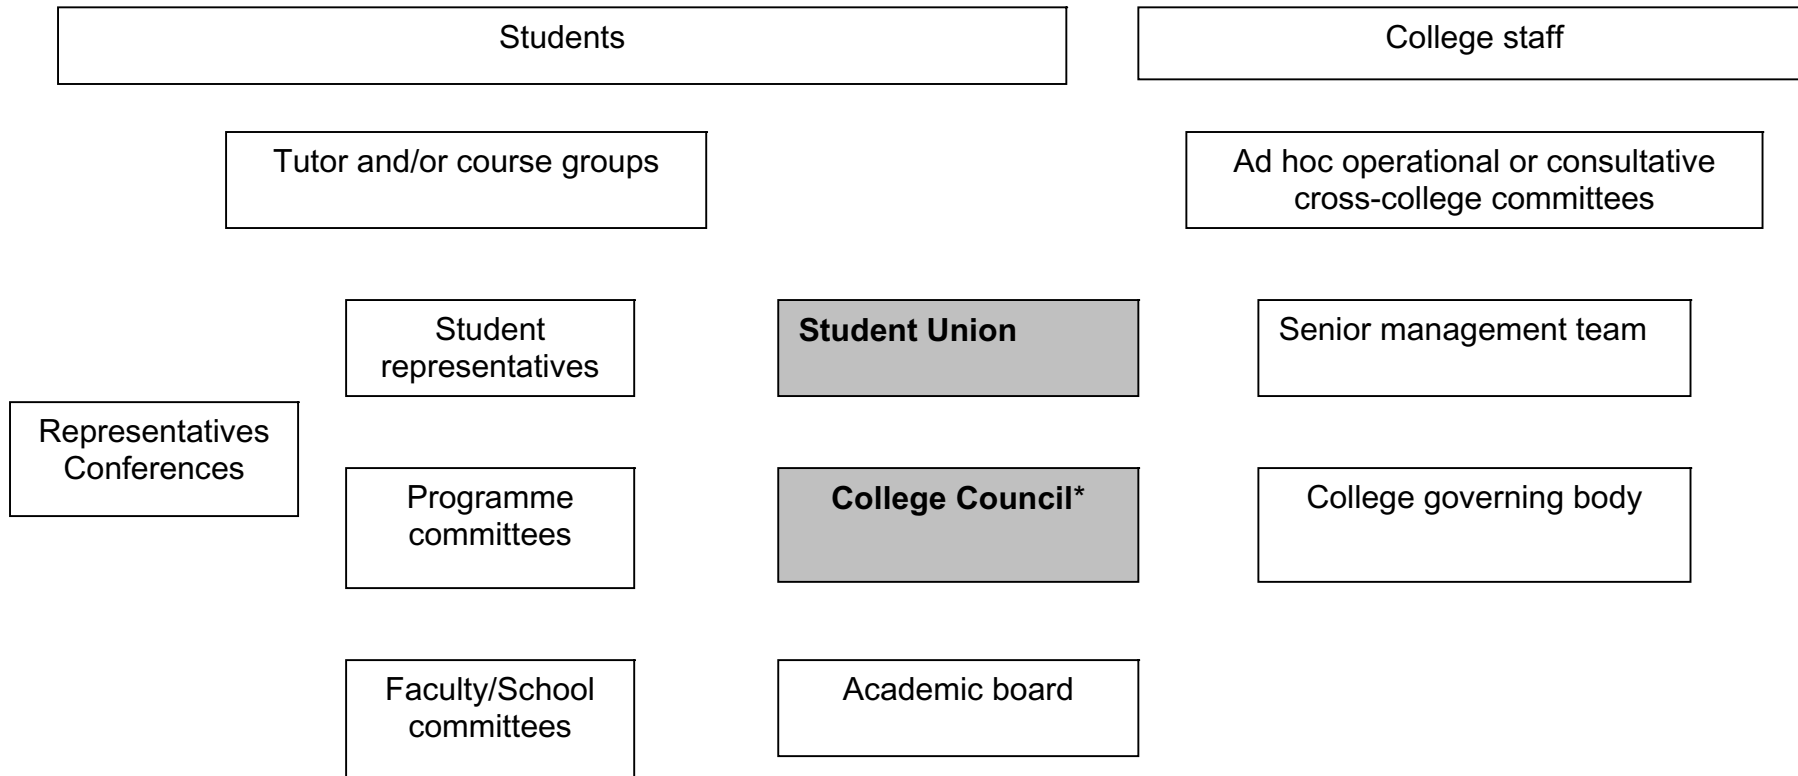 Students
College staff
Tutor and/or course groups
Ad hoc operational or consultative
cross-college committees
Student
representatives
Student Union
Senior management team
Representatives
Conferences
Programme
committees
College Council*
College governing body
Faculty/School
committees
Academic board